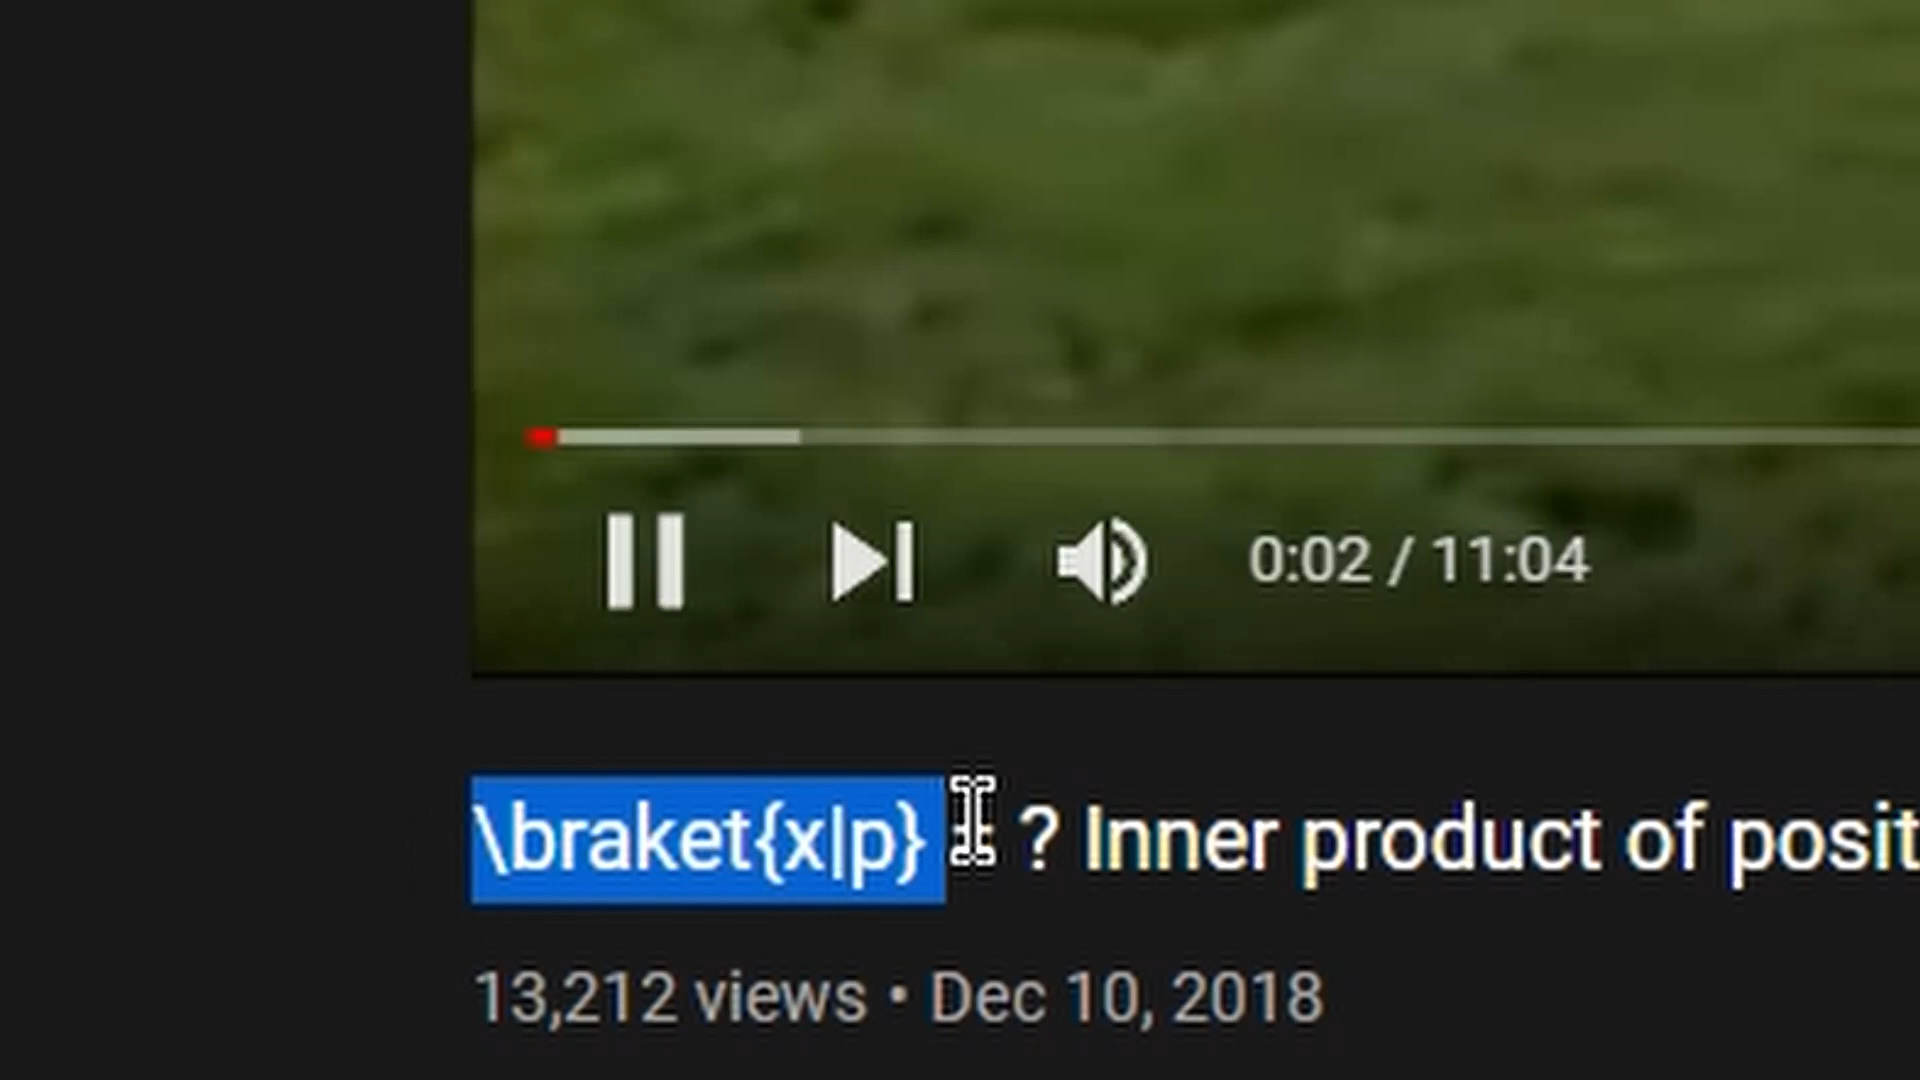 0:02 / 11:04
\braket{x|p} = ? Inner product of posit
13,212 views • Dec 10, 2018